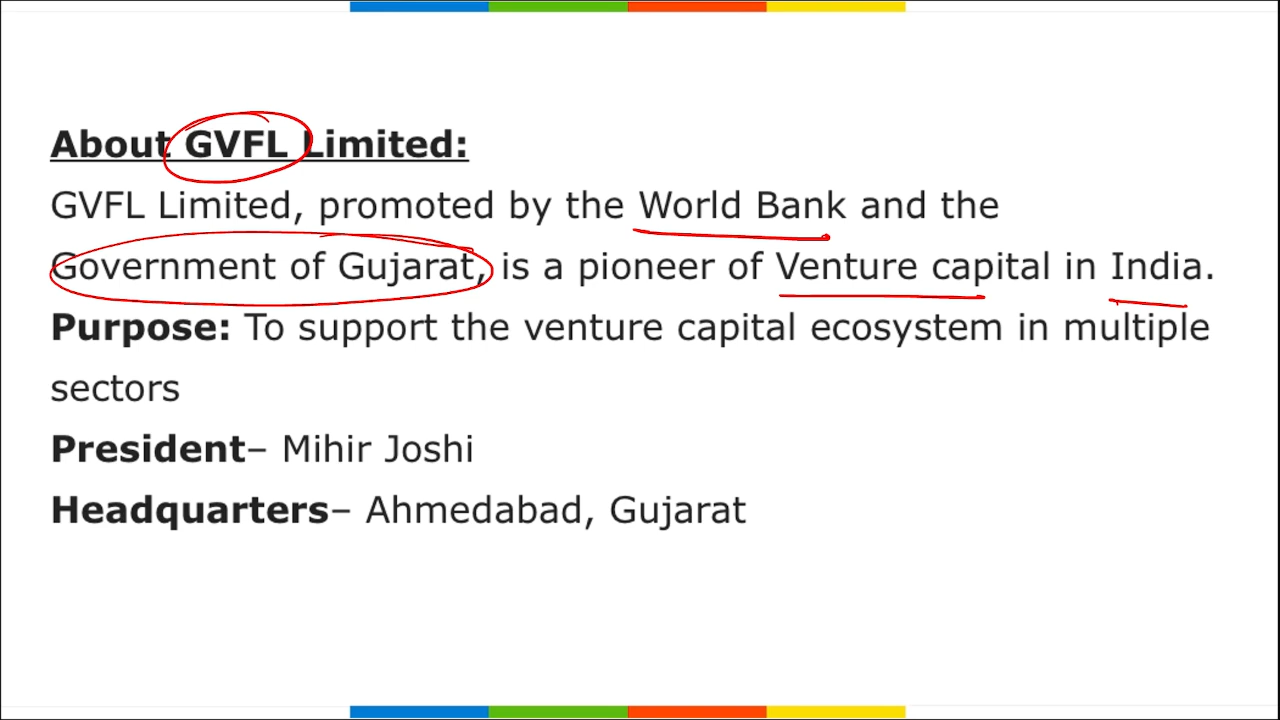 About GVFL Limited:
GVFL Limited, promoted by the World Bank and the
Government of Gujarat, is a pioneer of Venture capital in India.
Purpose: To support the venture capital ecosystem in multiple
sectors
President– Mihir Joshi
Headquarters– Ahmedabad, Gujarat